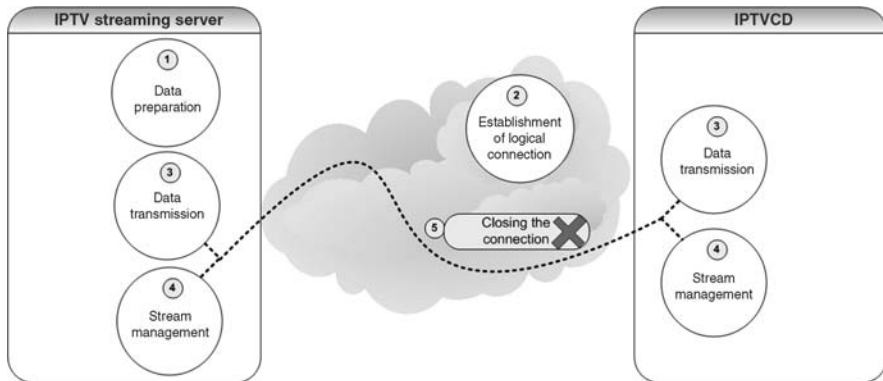 IPTV streaming server
1
Data
preparation
3
Data
transmission
4
Stream
management
2
Establishment
of logical
connection
5
Closing the
connection
IPTVCD
3
Data
transmission
4
Stream
management